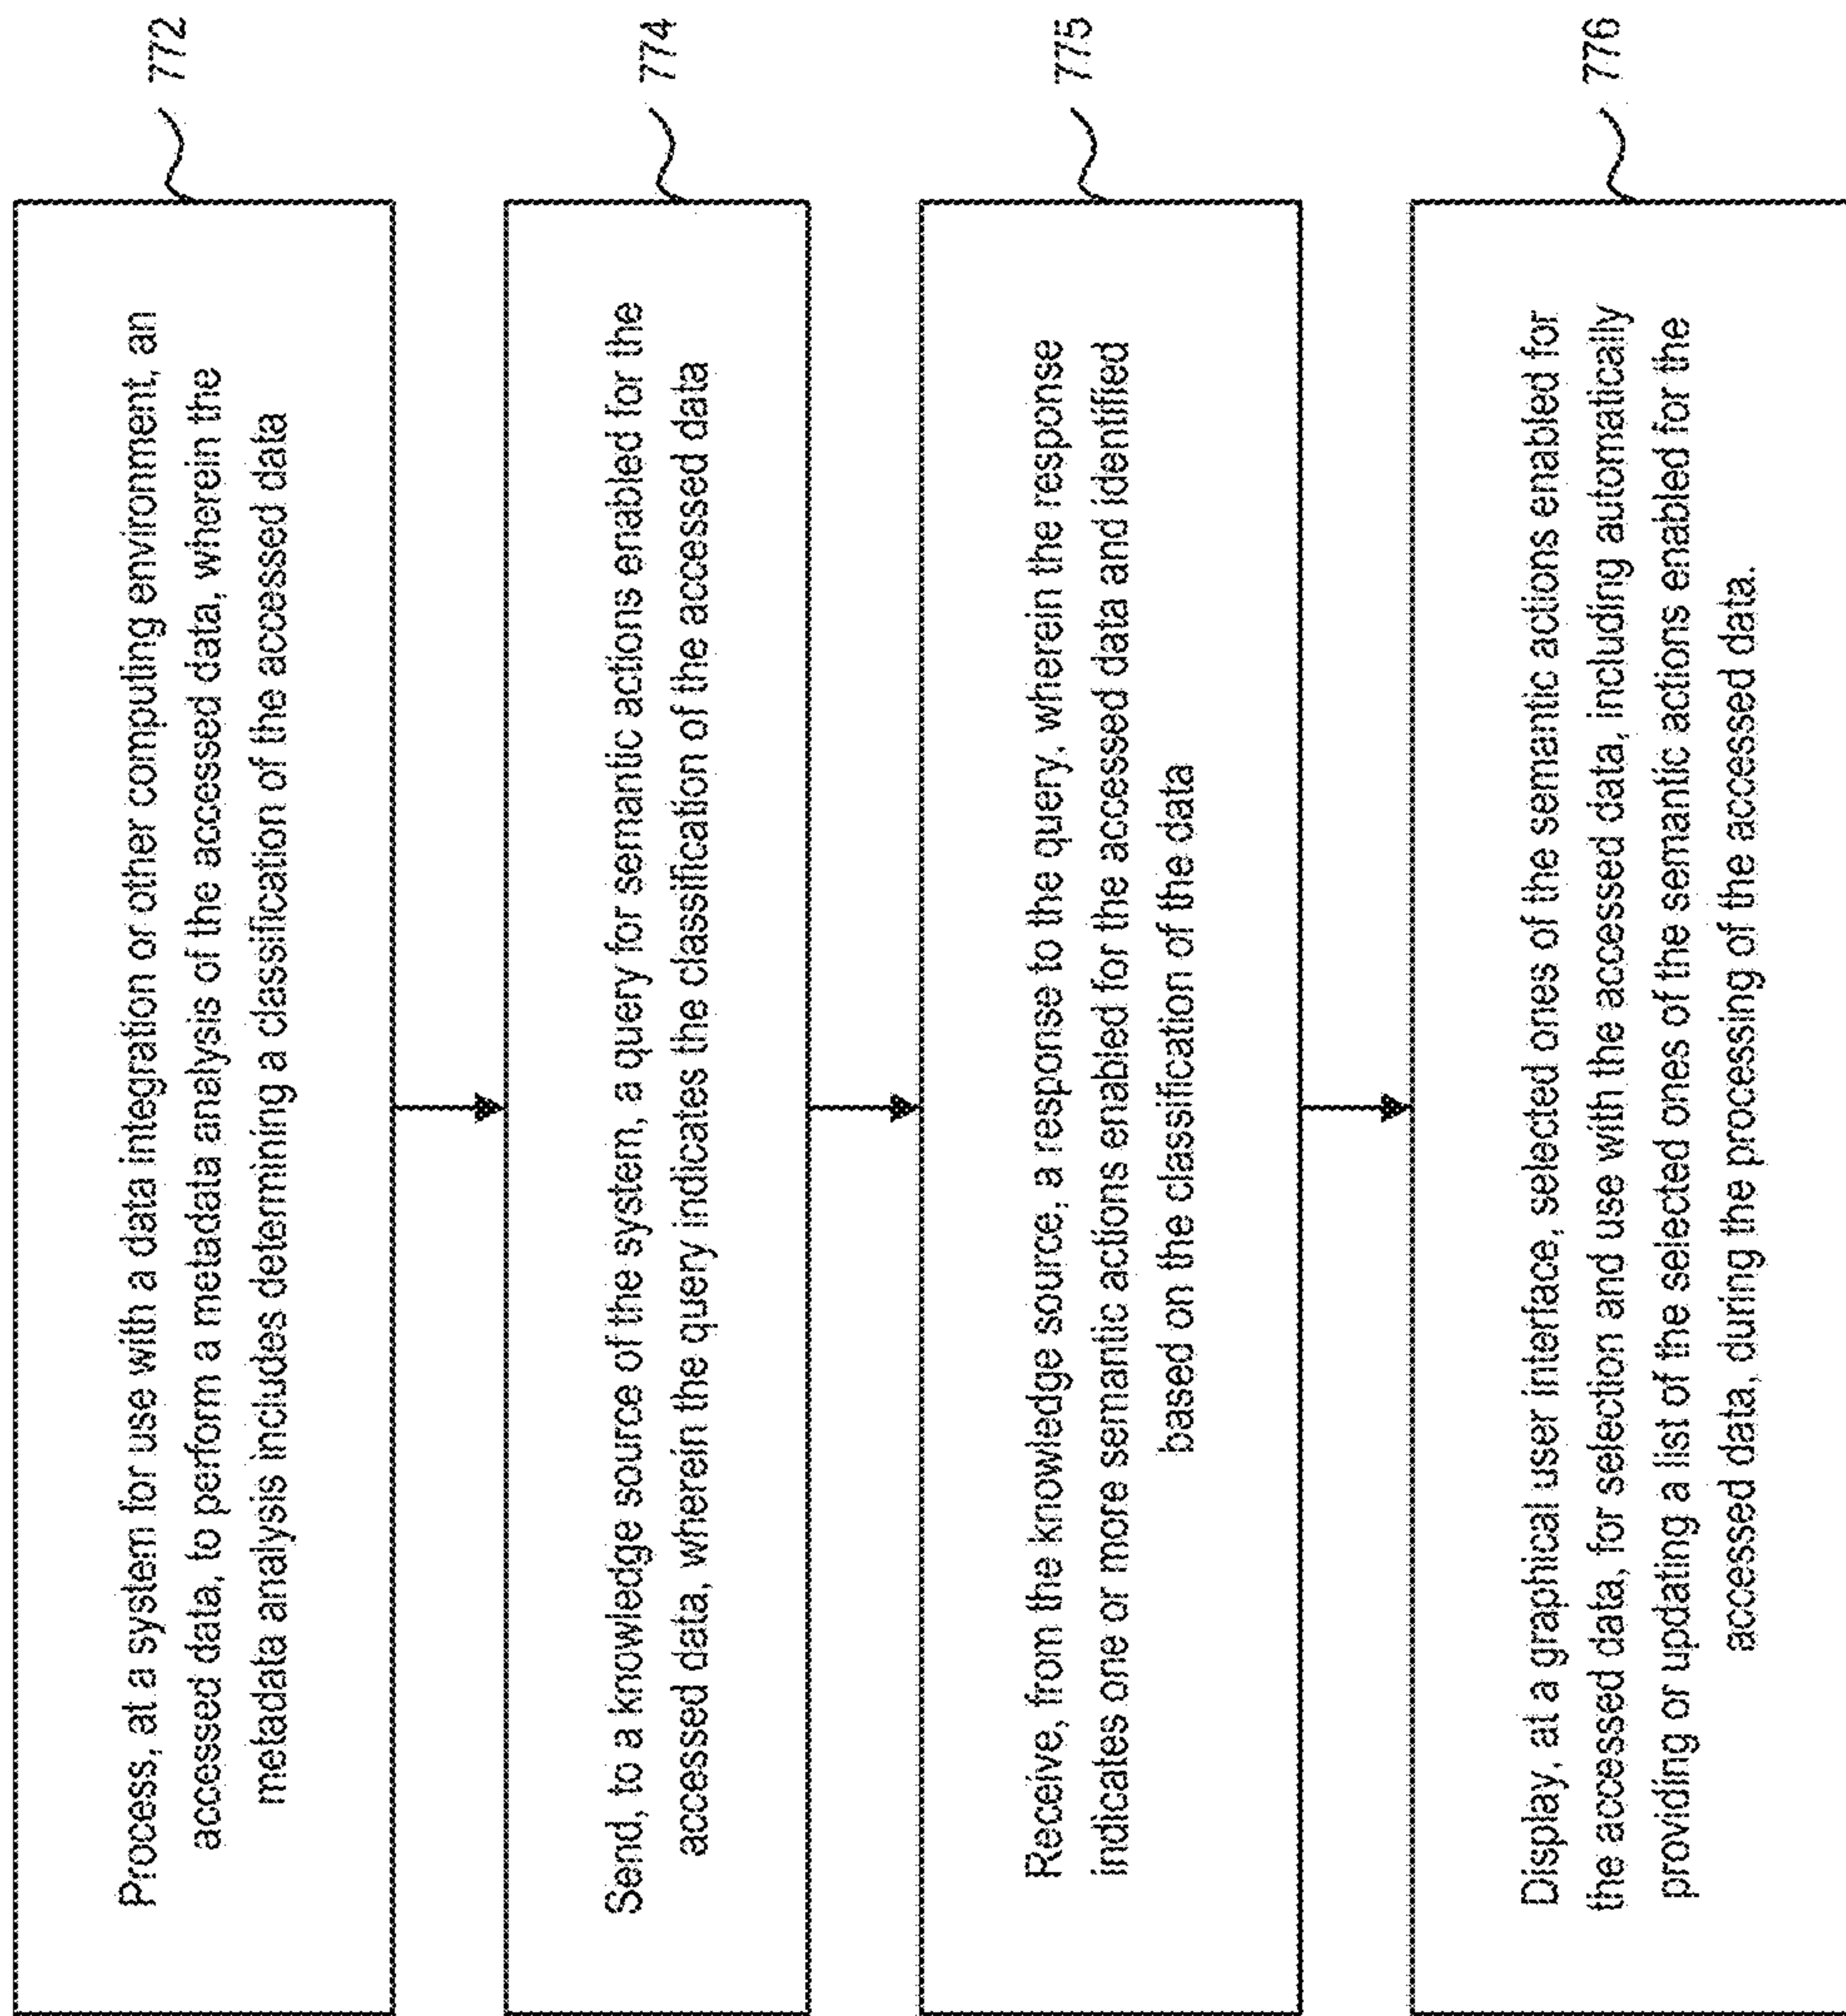 Process, at a system for use with a data integration or other computing environment, an
accessed data, to perform a metadata analysis of the accessed data, wherein the
metadata analysis includes determining a classification of the accessed data
772
Send, to a knowledge source of the system, a query for semantic actions enabled for the
accessed data, wherein the query indicates the classification of the accessed data
774
Receive, from the knowledge source, a response to the query, wherein the response
indicates one or more semantic actions enabled for the accessed data and identified
based on the classification of the data
775
Display, at a graphical user interface, selected ones of the semantic actions enabled for
the accessed data, for selection and use with the accessed data, including automatically
providing or updating a list of the selected ones of the semantic actions enabled for the
accessed data, during the processing of the accessed data.
776